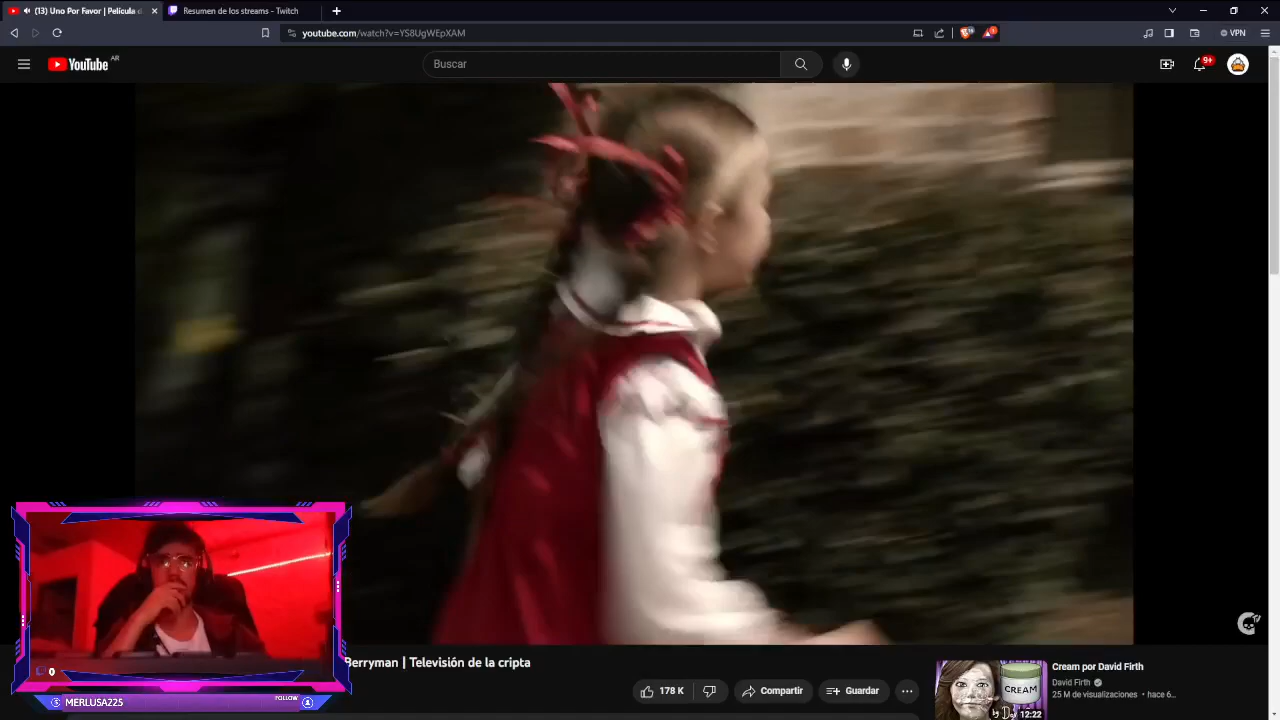 (13) Uno Por Favor | Película d
Resumen de los streams - Twitch
youtube.com/watch?v=YS8UgWEpXAM
VPN
YouTube AR
Buscar
9+
Berryman | Televisión de la cripta
178 K
Compartir
Guardar
Cream por David Firth
David Firth
25 M de visualizaciones • hace 6...
CREAM
by Da
12:22
0
FOLLOW
MERLUSA225